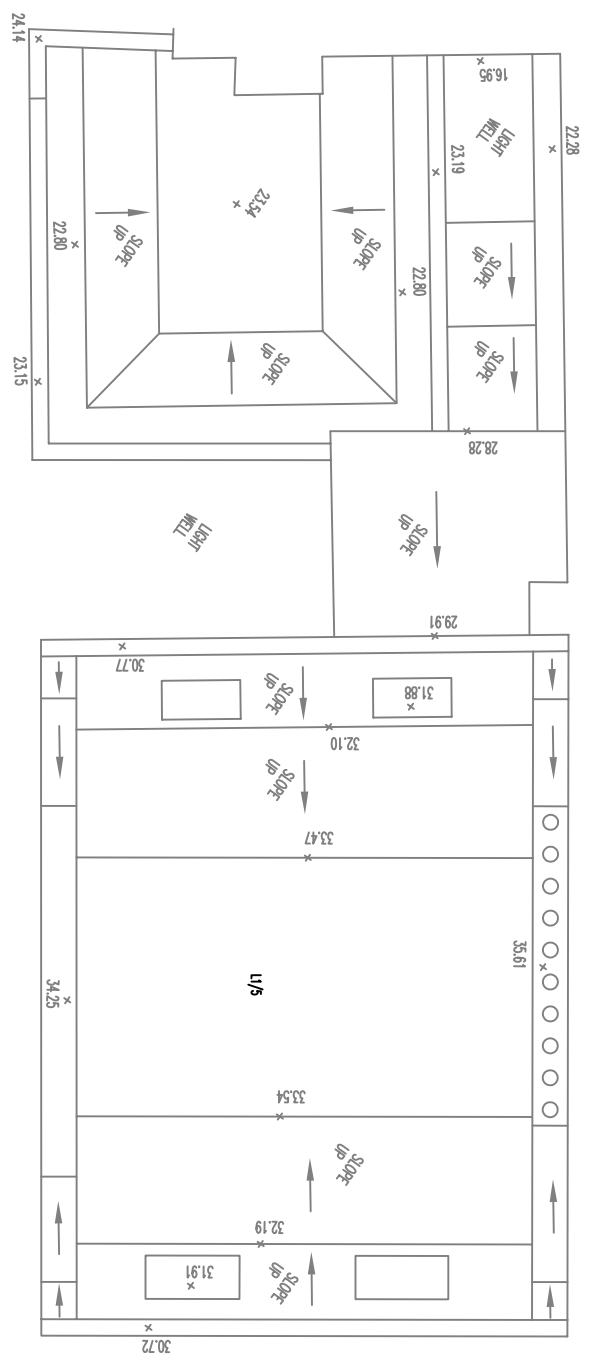 24.14
16.95
22.28
LIGHT
WELL
23.19
23.54
22.80
SLOPE
UP
SLOPE
UP
22.80
SLOPE
UP
SLOPE
UP
SLOPE
UP
23.15
28.28
LIGHT
WELL
SLOPE
UP
29.91
30.77
SLOPE
UP
31.88
32.10
SLOPE
UP
33.47
35.61
L1/5
34.25
33.54
SLOPE
UP
32.19
31.91
SLOPE
UP
30.72